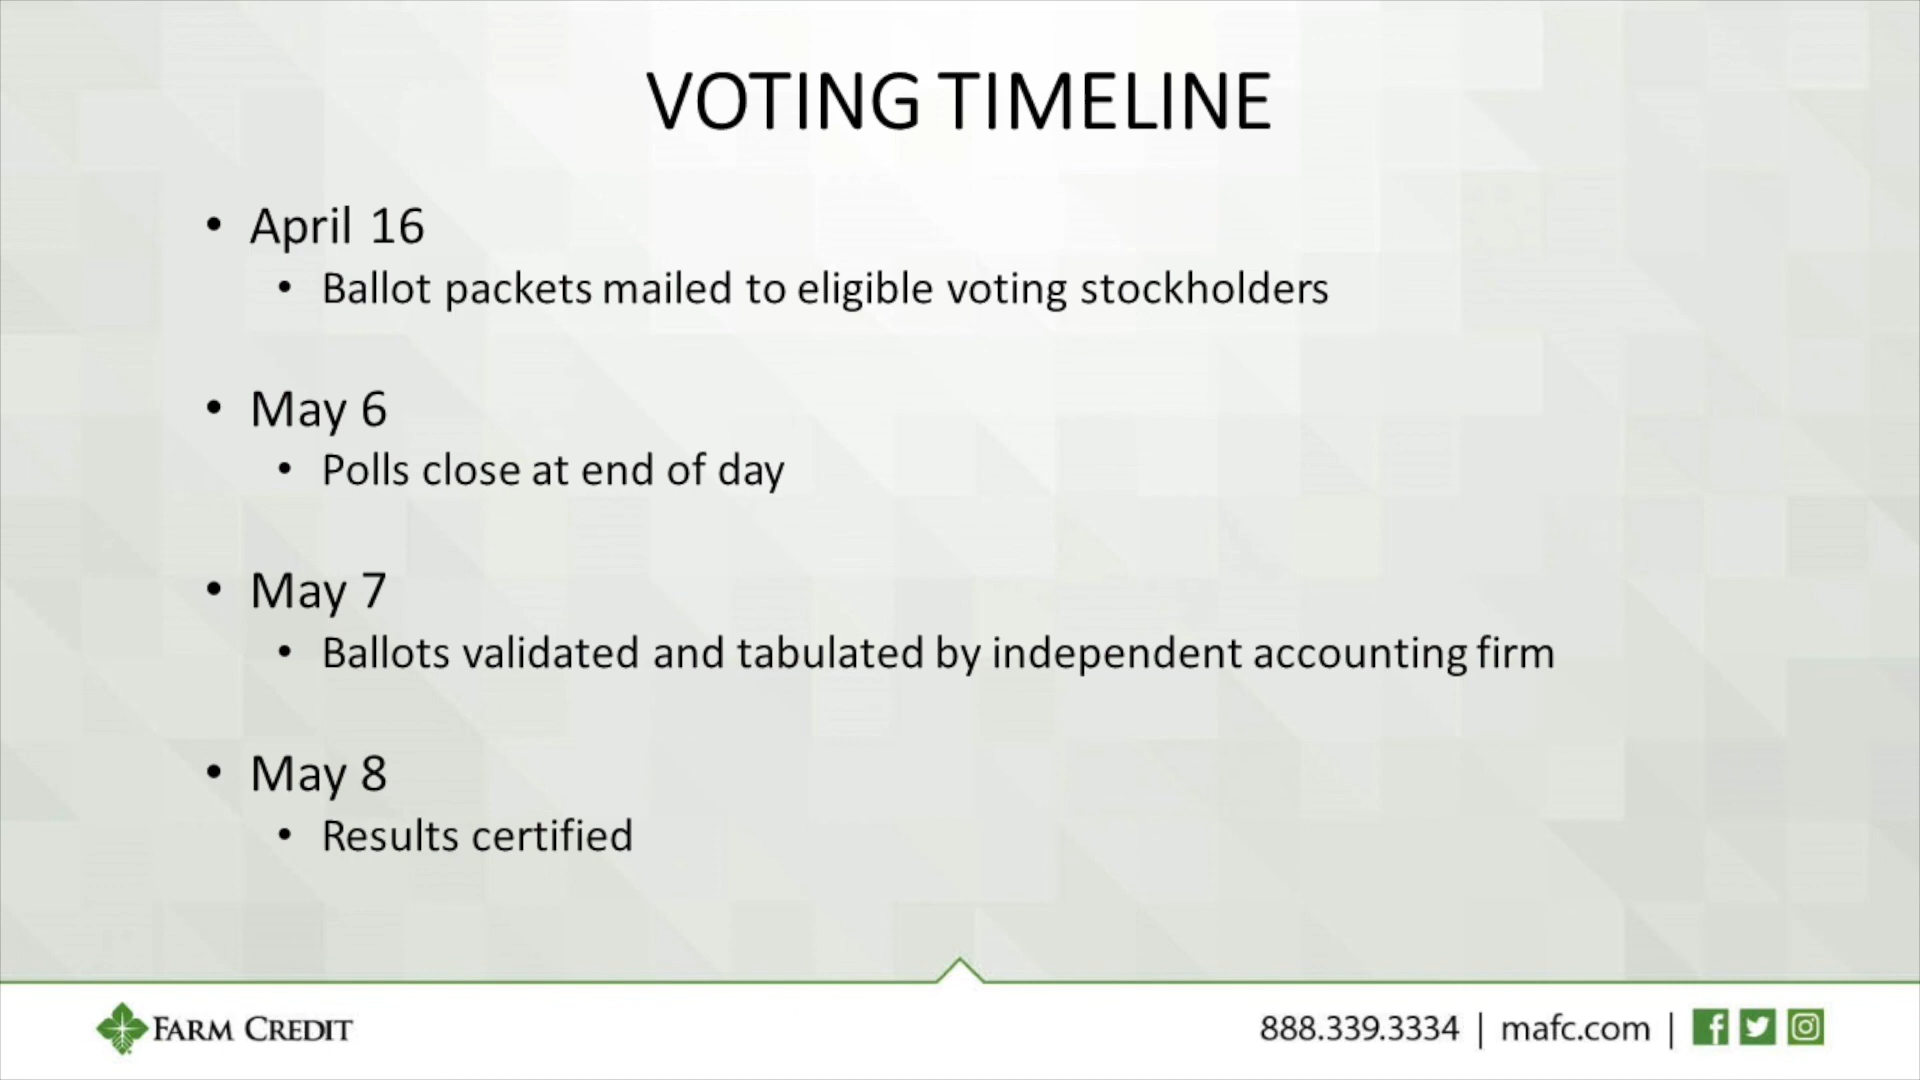 VOTING TIMELINE
• April 16
• Ballot packets mailed to eligible voting stockholders
• May 6
• Polls close at end of day
• May 7
• Ballots validated and tabulated by independent accounting firm
• May 8
• Results certified
FARM CREDIT
888.339.3334 | mafc.com |